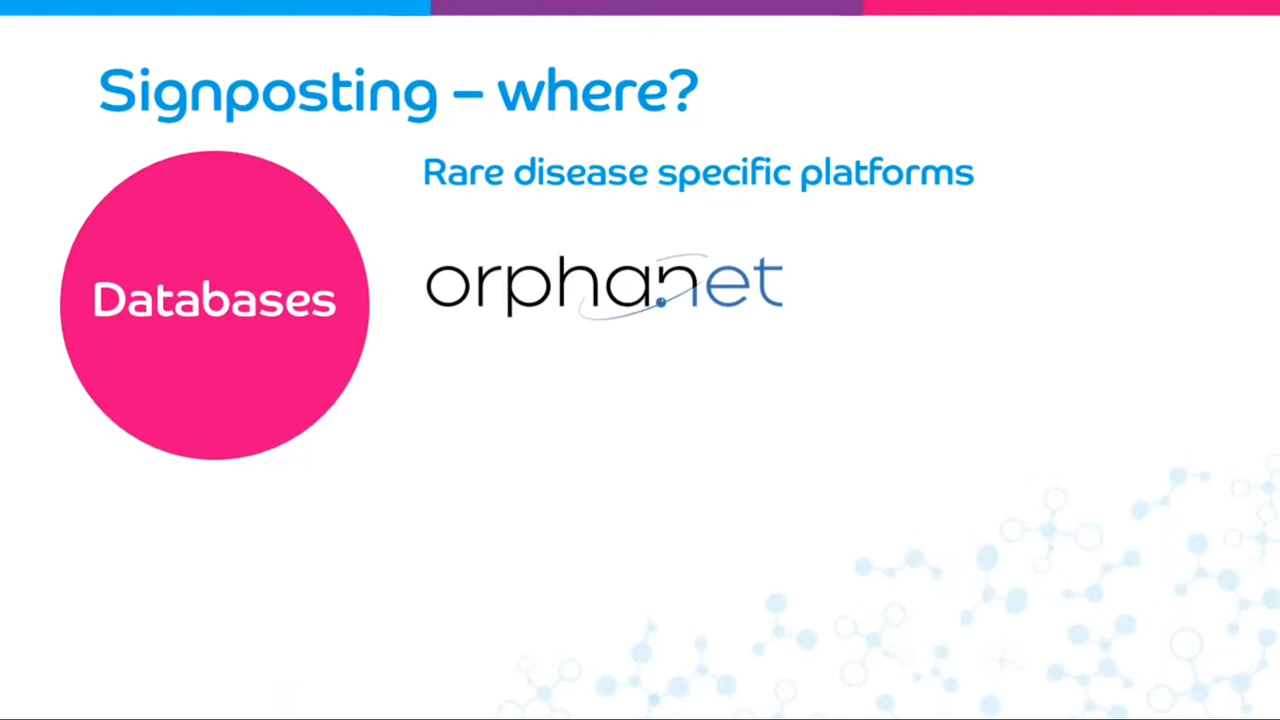 Signposting – where?
Rare disease specific platforms
Databases
orphanet